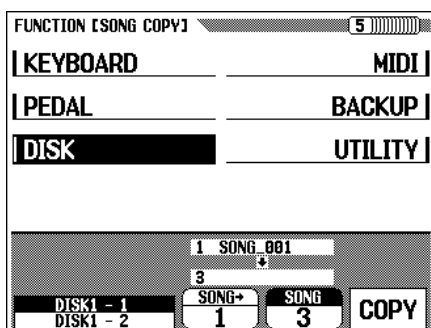 FUNCTION [SONG COPY] 5
KEYBOARD MIDI
PEDAL BACKUP
DISK UTILITY
1 SONG_001
3
DISK1 - 1
DISK1 - 2
SONG→
1
SONG
3
COPY